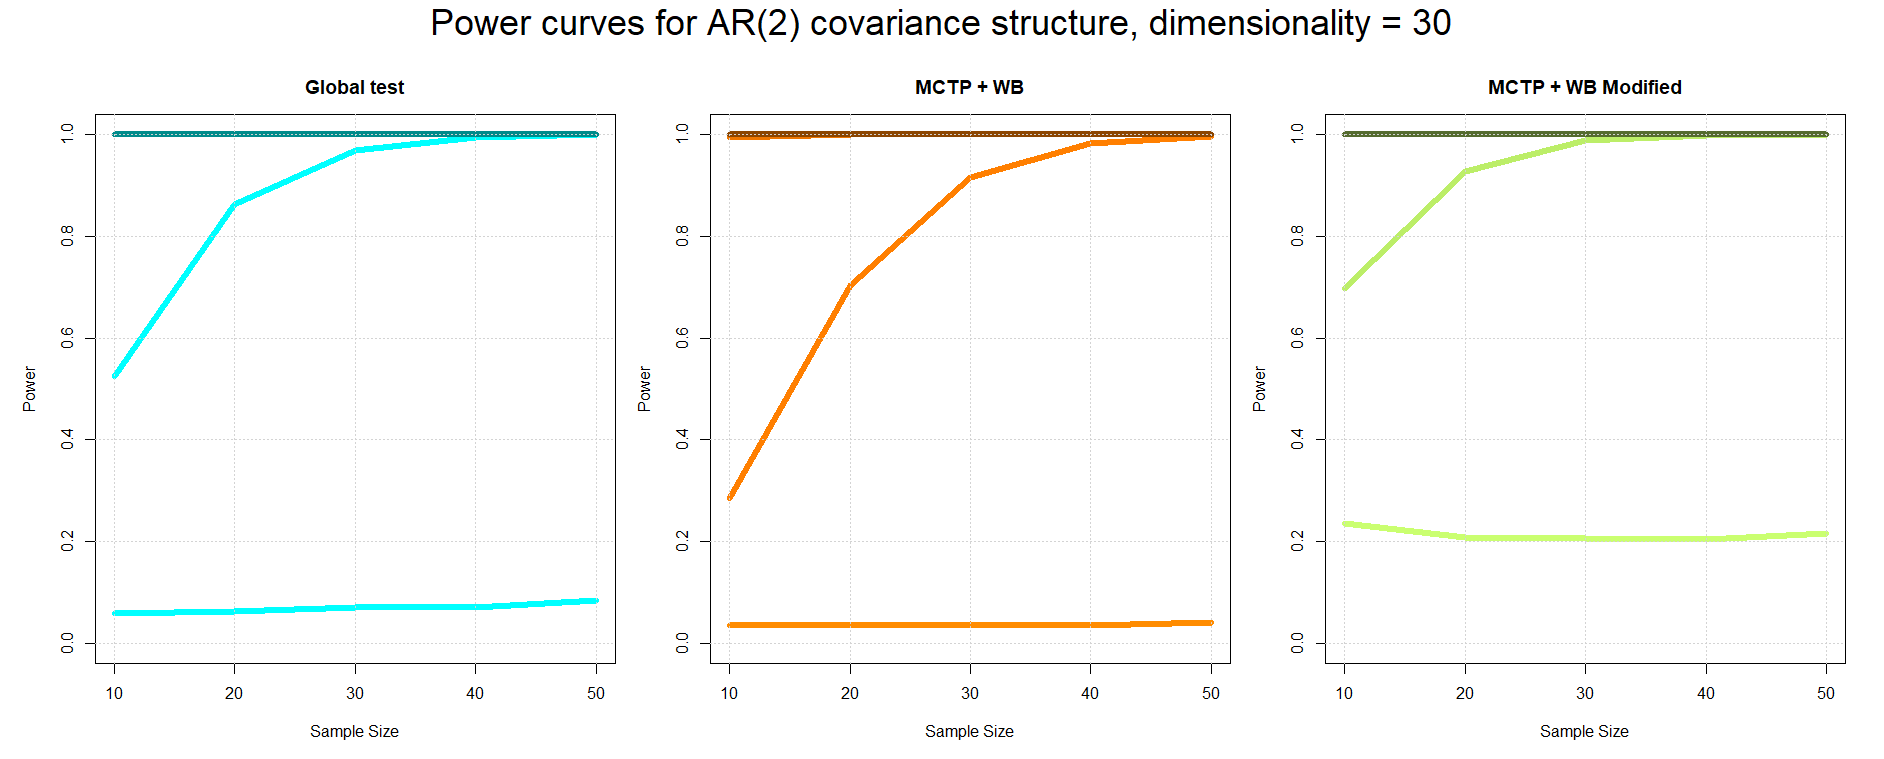 Power curves for AR(2) covariance structure, dimensionality = 30
Global test
Power
0.0 0.2 0.4 0.6 0.8 1.0
10 20 30 40 50
Sample Size
MCTP + WB
Power
0.0 0.2 0.4 0.6 0.8 1.0
10 20 30 40 50
Sample Size
MCTP + WB Modified
Power
0.0 0.2 0.4 0.6 0.8 1.0
10 20 30 40 50
Sample Size